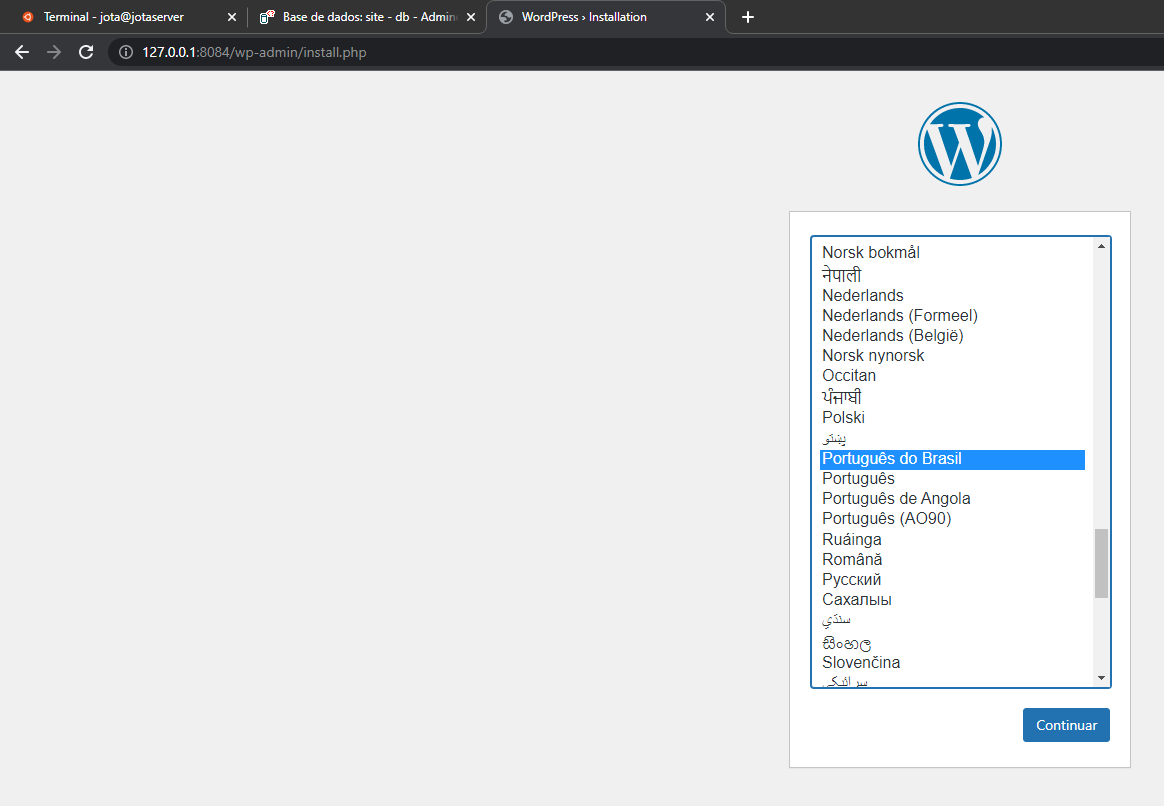 Terminal - jota@jotaserver
Base de dados: site - db - Admin
WordPress › Installation
127.0.0.1:8084/wp-admin/install.php
Norsk bokmål
नेपाली
Nederlands
Nederlands (Formeel)
Nederlands (België)
Norsk nynorsk
Occitan
ਪੰਜਾਬੀ
Polski
پښتو
Português do Brasil
Português
Português de Angola
Português (AO90)
Ruáinga
Română
Русский
Сахалыы
سنڌي
සිංහල
Slovenčina
سرائیکی
Continuar